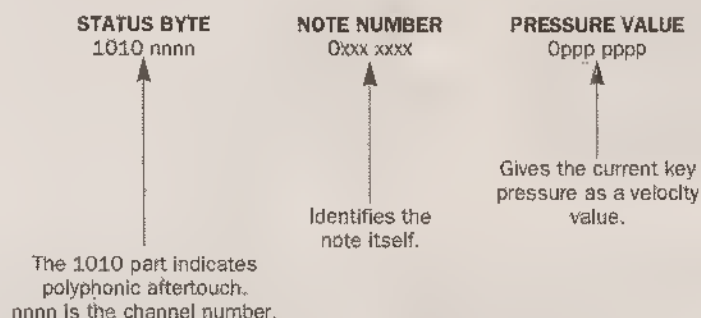 STATUS BYTE
1010 nnnn
The 1010 part indicates
polyphonic aftertouch.
nnnn is the channel number.
NOTE NUMBER
0xxx xxxx
Identifies the
note itself.
PRESSURE VALUE
0ppp pppp
Gives the current key
pressure as a velocity
value.